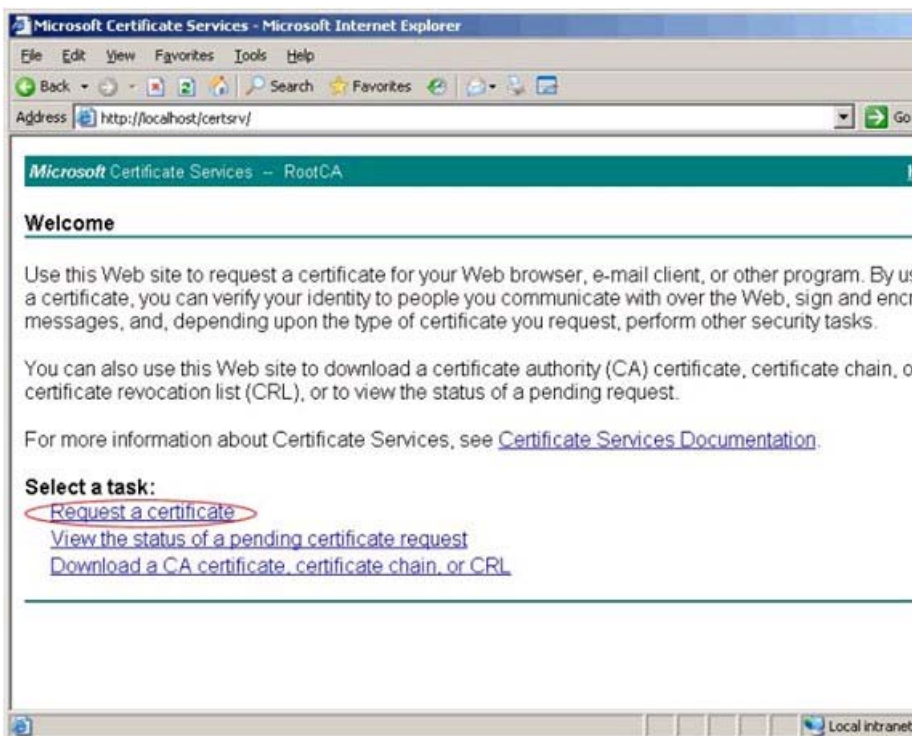 Microsoft Certificate Services - Microsoft Internet Explorer
File Edit View Favorites Tools Help
Back Search Favorites
Address http://localhost/certsrv/ Go
Microsoft Certificate Services -- RootCA
Welcome
Use this Web site to request a certificate for your Web browser, e-mail client, or other program. By
a certificate, you can verify your identity to people you communicate with over the Web, sign and
messages, and, depending upon the type of certificate you request, perform other security tasks.
You can also use this Web site to download a certificate authority (CA) certificate, certificate chain,
certificate revocation list (CRL), or to view the status of a pending request.
For more information about Certificate Services, see Certificate Services Documentation.
Select a task:
Request a certificate
View the status of a pending certificate request
Download a CA certificate, certificate chain, or CRL
Local intranet